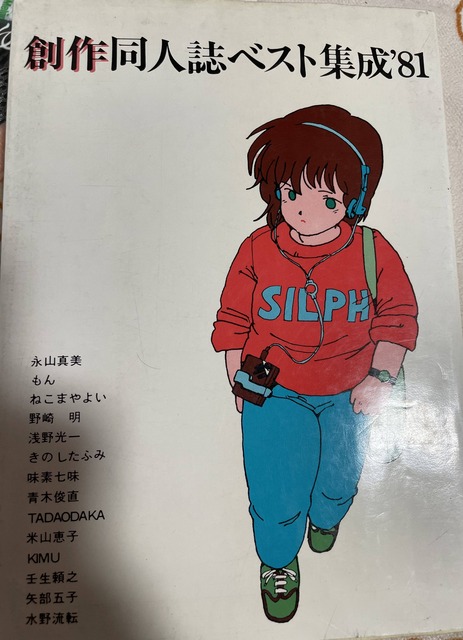 創作同人誌ベスト集成'81
SILPH
永山真美
もん
ねこまやよい
野崎　明
浅野光一
きのしたふみ
味素七味
青木俊直
TADAODAKA
米山恵子
KIMU
壬生頼之
矢部五子
水野流転